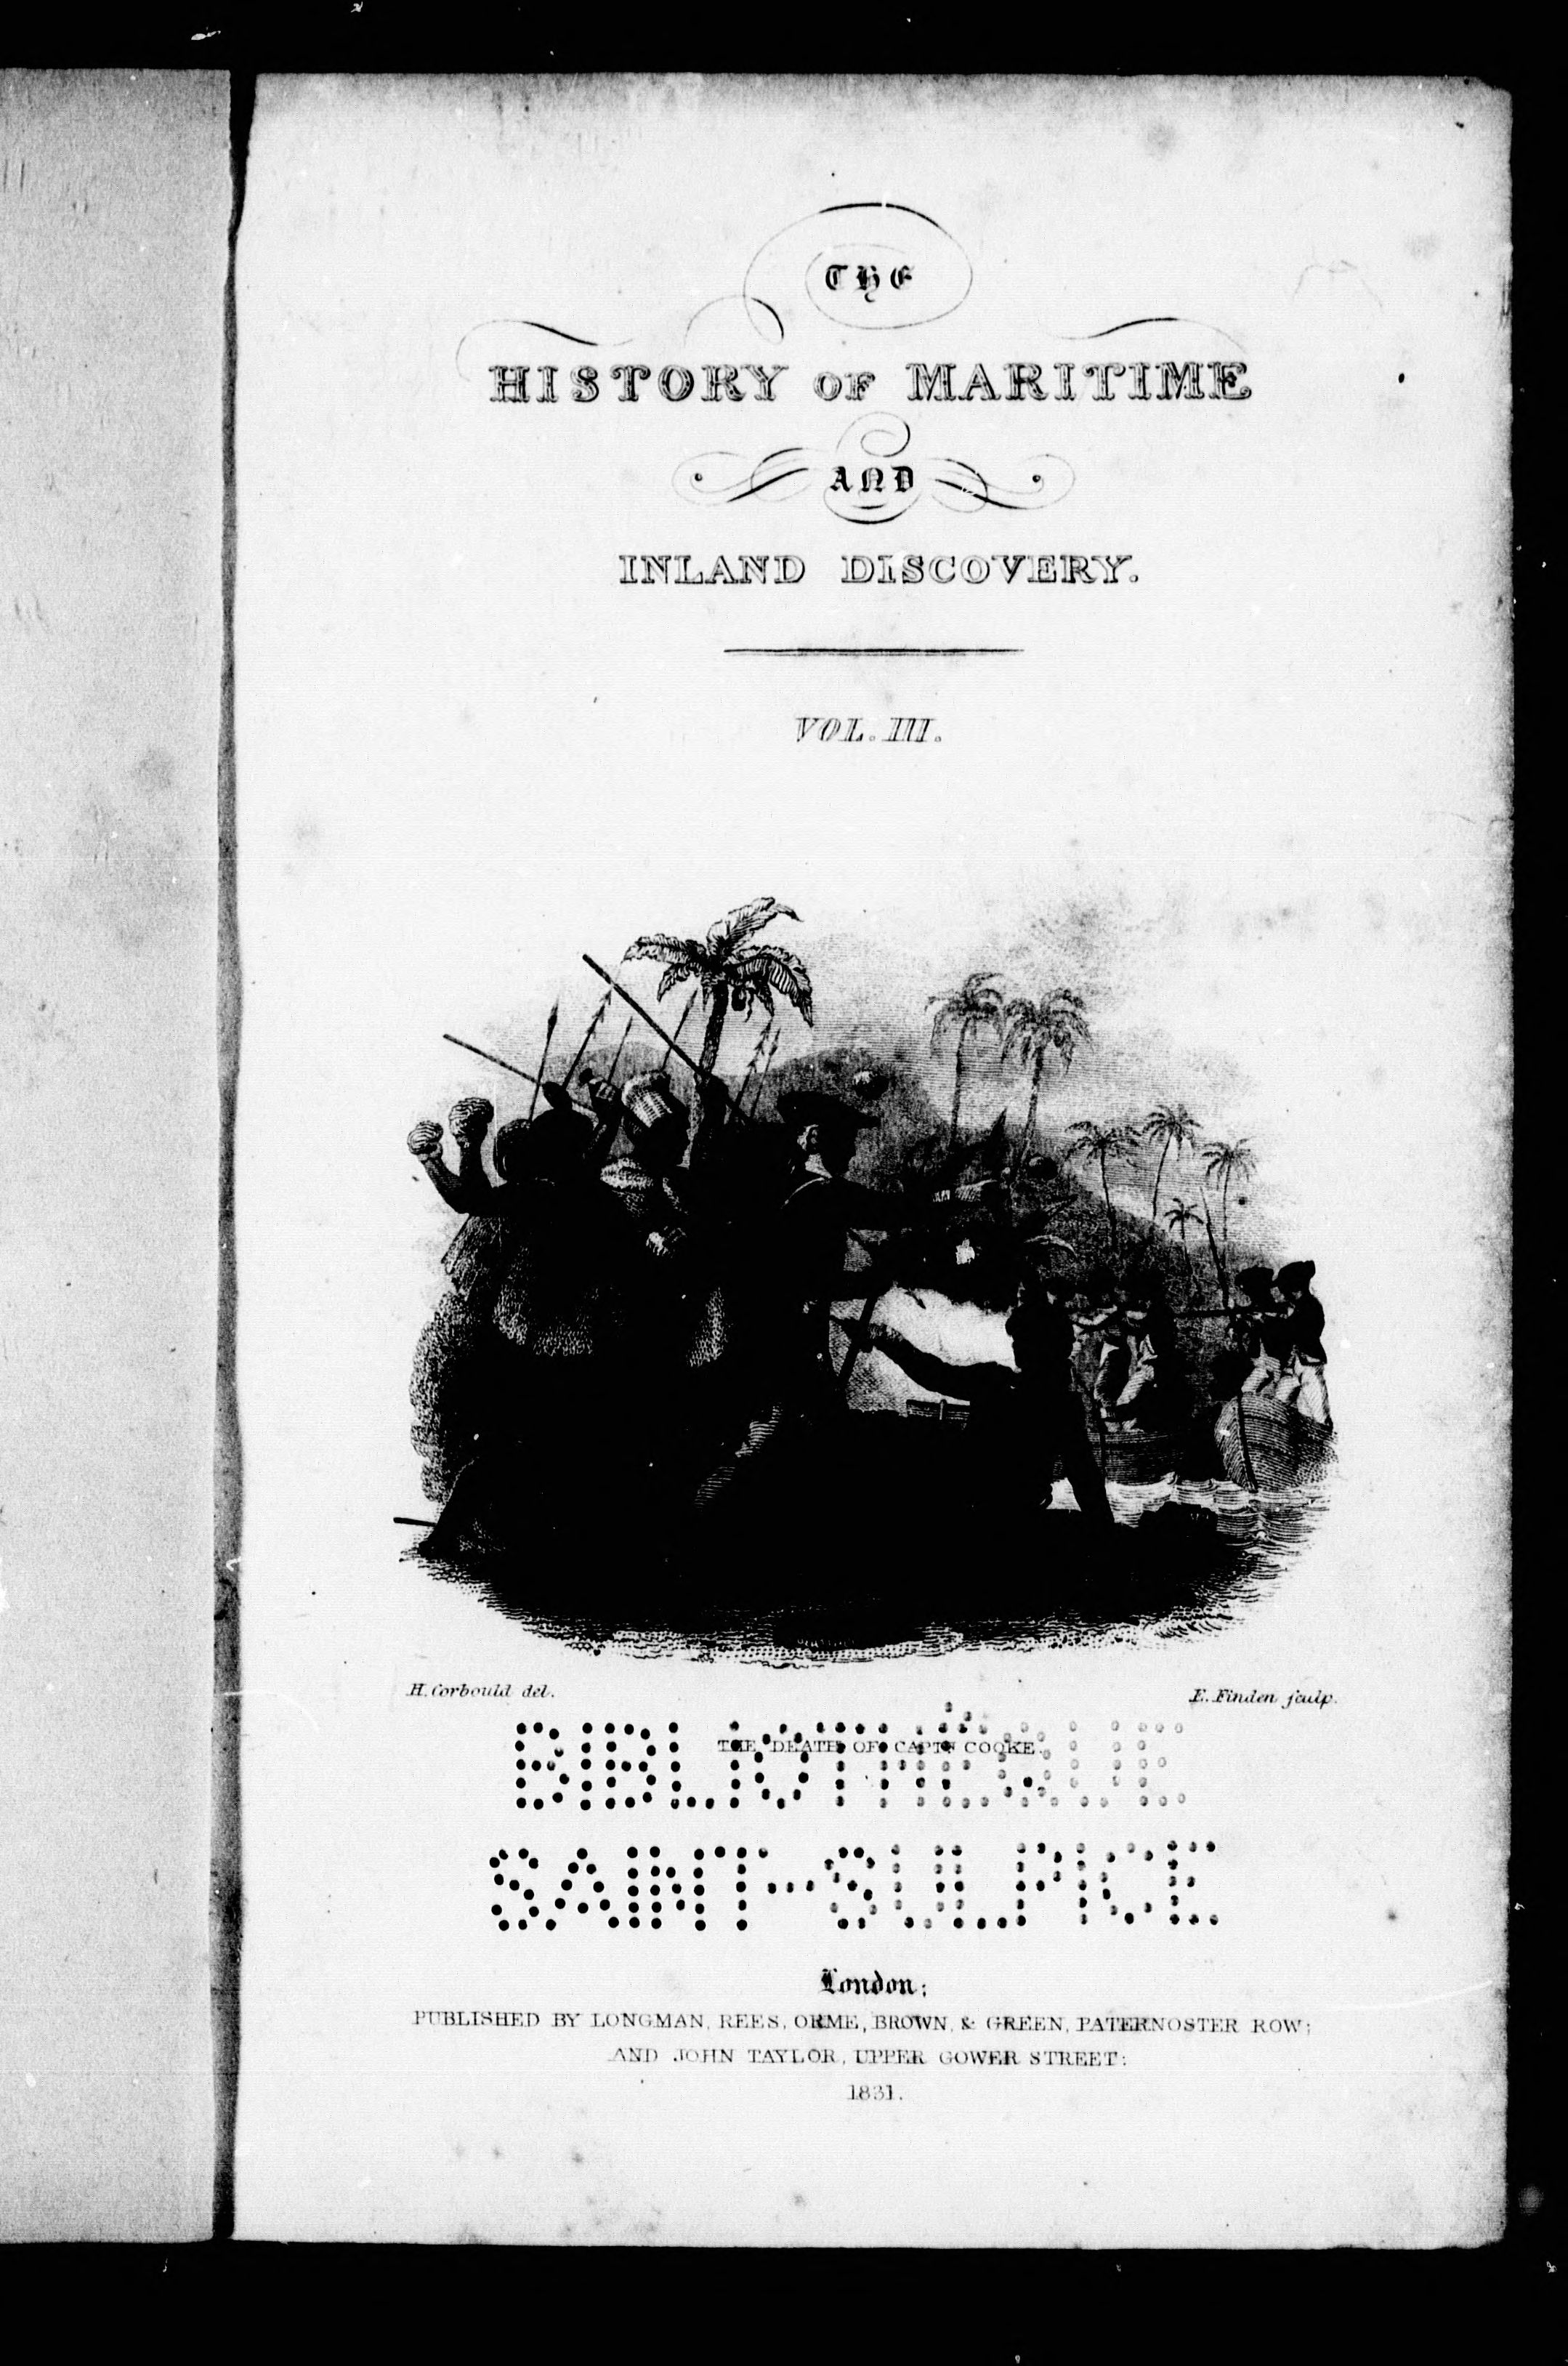 THE
HISTORY OF MARITIME
AND
INLAND DISCOVERY.
VOL. III.
H. Corbould del.
E. Finden sculp.
THE DEATH OF CAPTN COOKE.
BIBLIOTHÈQUE
SAINT-SULPICE
London:
PUBLISHED BY LONGMAN, REES, ORME, BROWN, & GREEN, PATERNOSTER ROW;
AND JOHN TAYLOR, UPPER GOWER STREET:
1831.